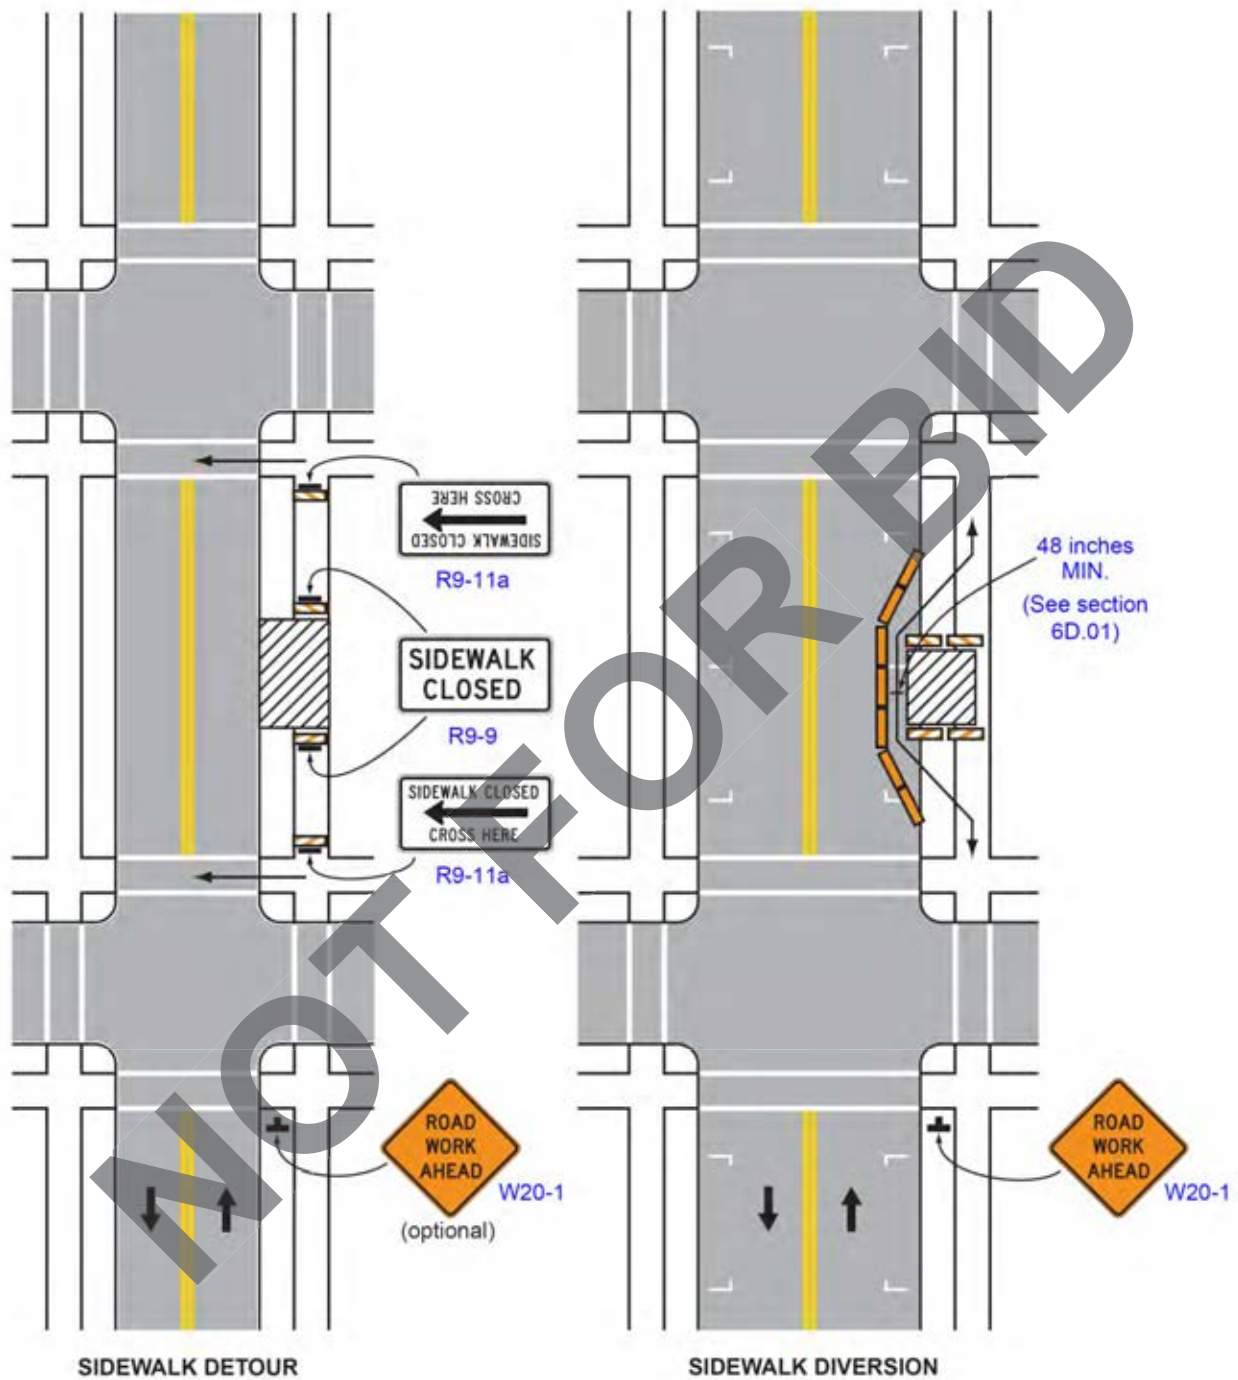 CROSS HERE
SIDEWALK CLOSED
R9-11a
SIDEWALK
CLOSED
R9-9
SIDEWALK CLOSED
CROSS HERE
R9-11a
ROAD
WORK
AHEAD
W20-1
(optional)
SIDEWALK DETOUR
48 inches
MIN.
(See section
6D.01)
ROAD
WORK
AHEAD
W20-1
SIDEWALK DIVERSION
NOT FOR BID